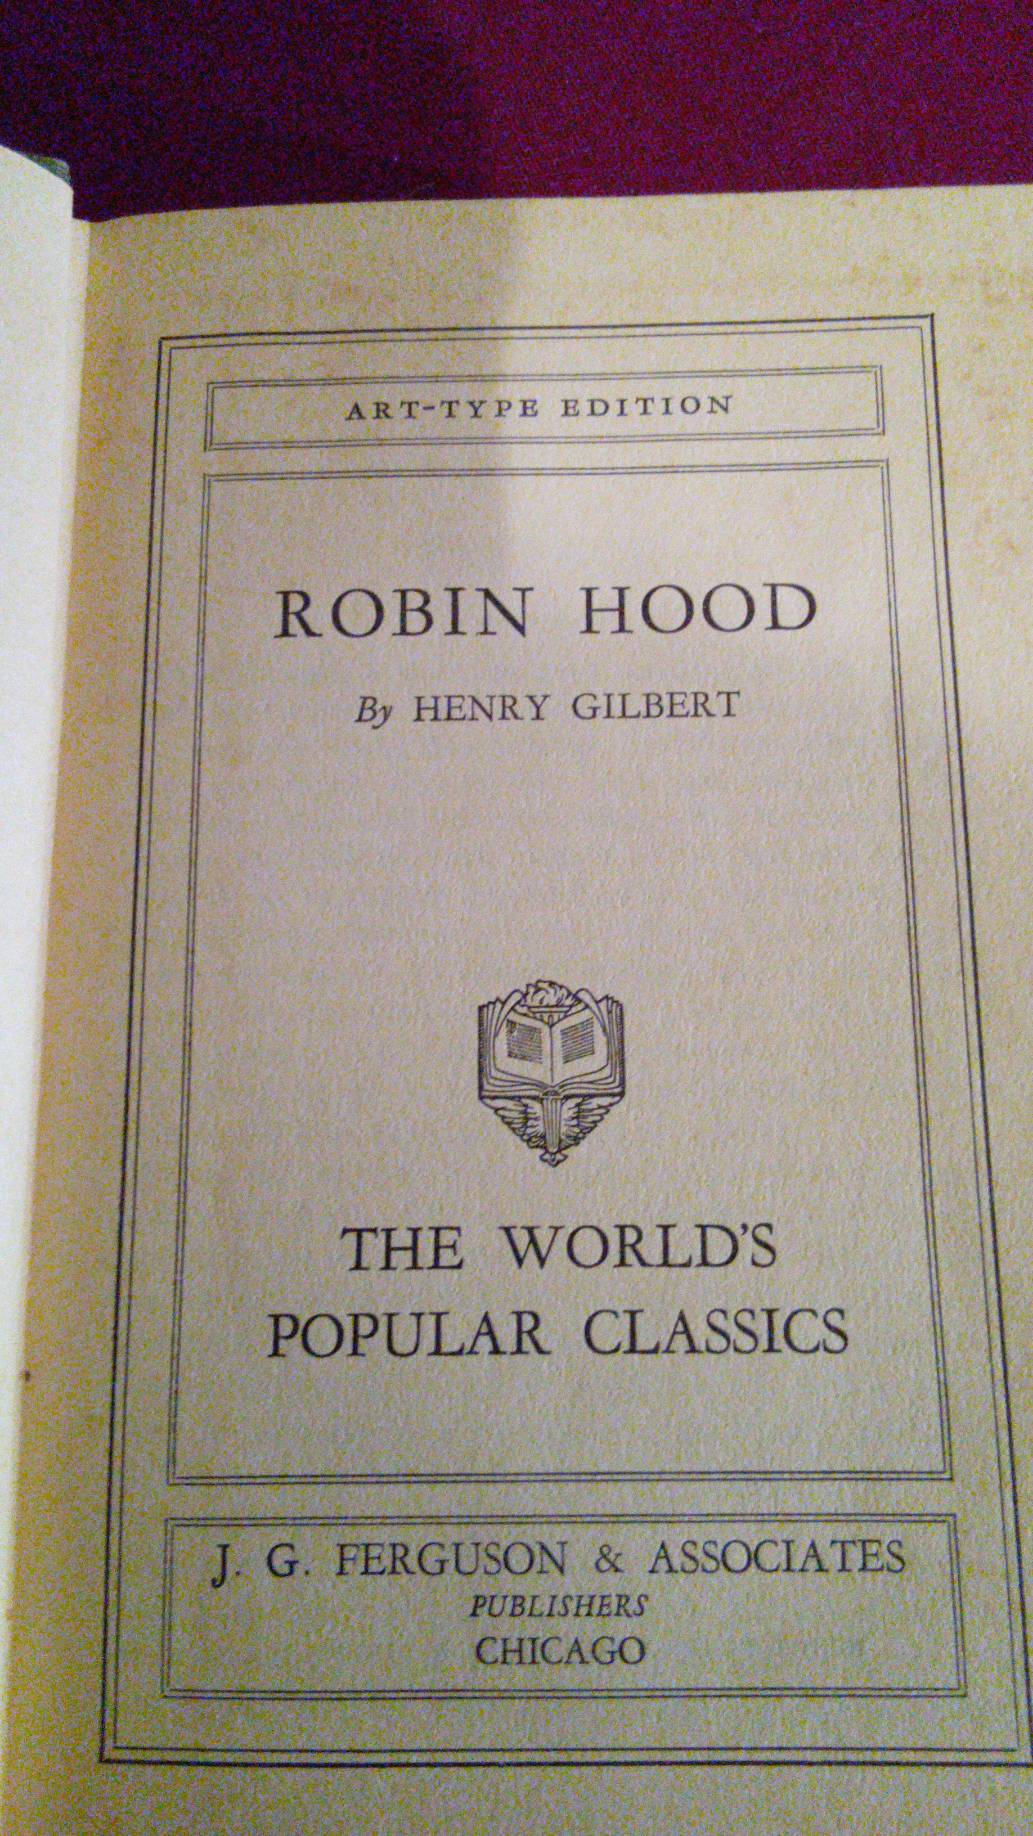 ART-TYPE EDITION
ROBIN HOOD
By HENRY GILBERT
THE WORLD'S
POPULAR CLASSICS
J. G. FERGUSON & ASSOCIATES
PUBLISHERS
CHICAGO